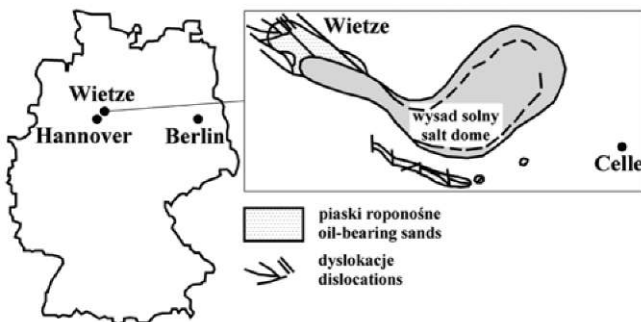 Wietze
Hannover
Berlin
Wietze
wysad solny
salt dome
Celle
piaski roponośne
oil-bearing sands
dyslokacje
dislocations